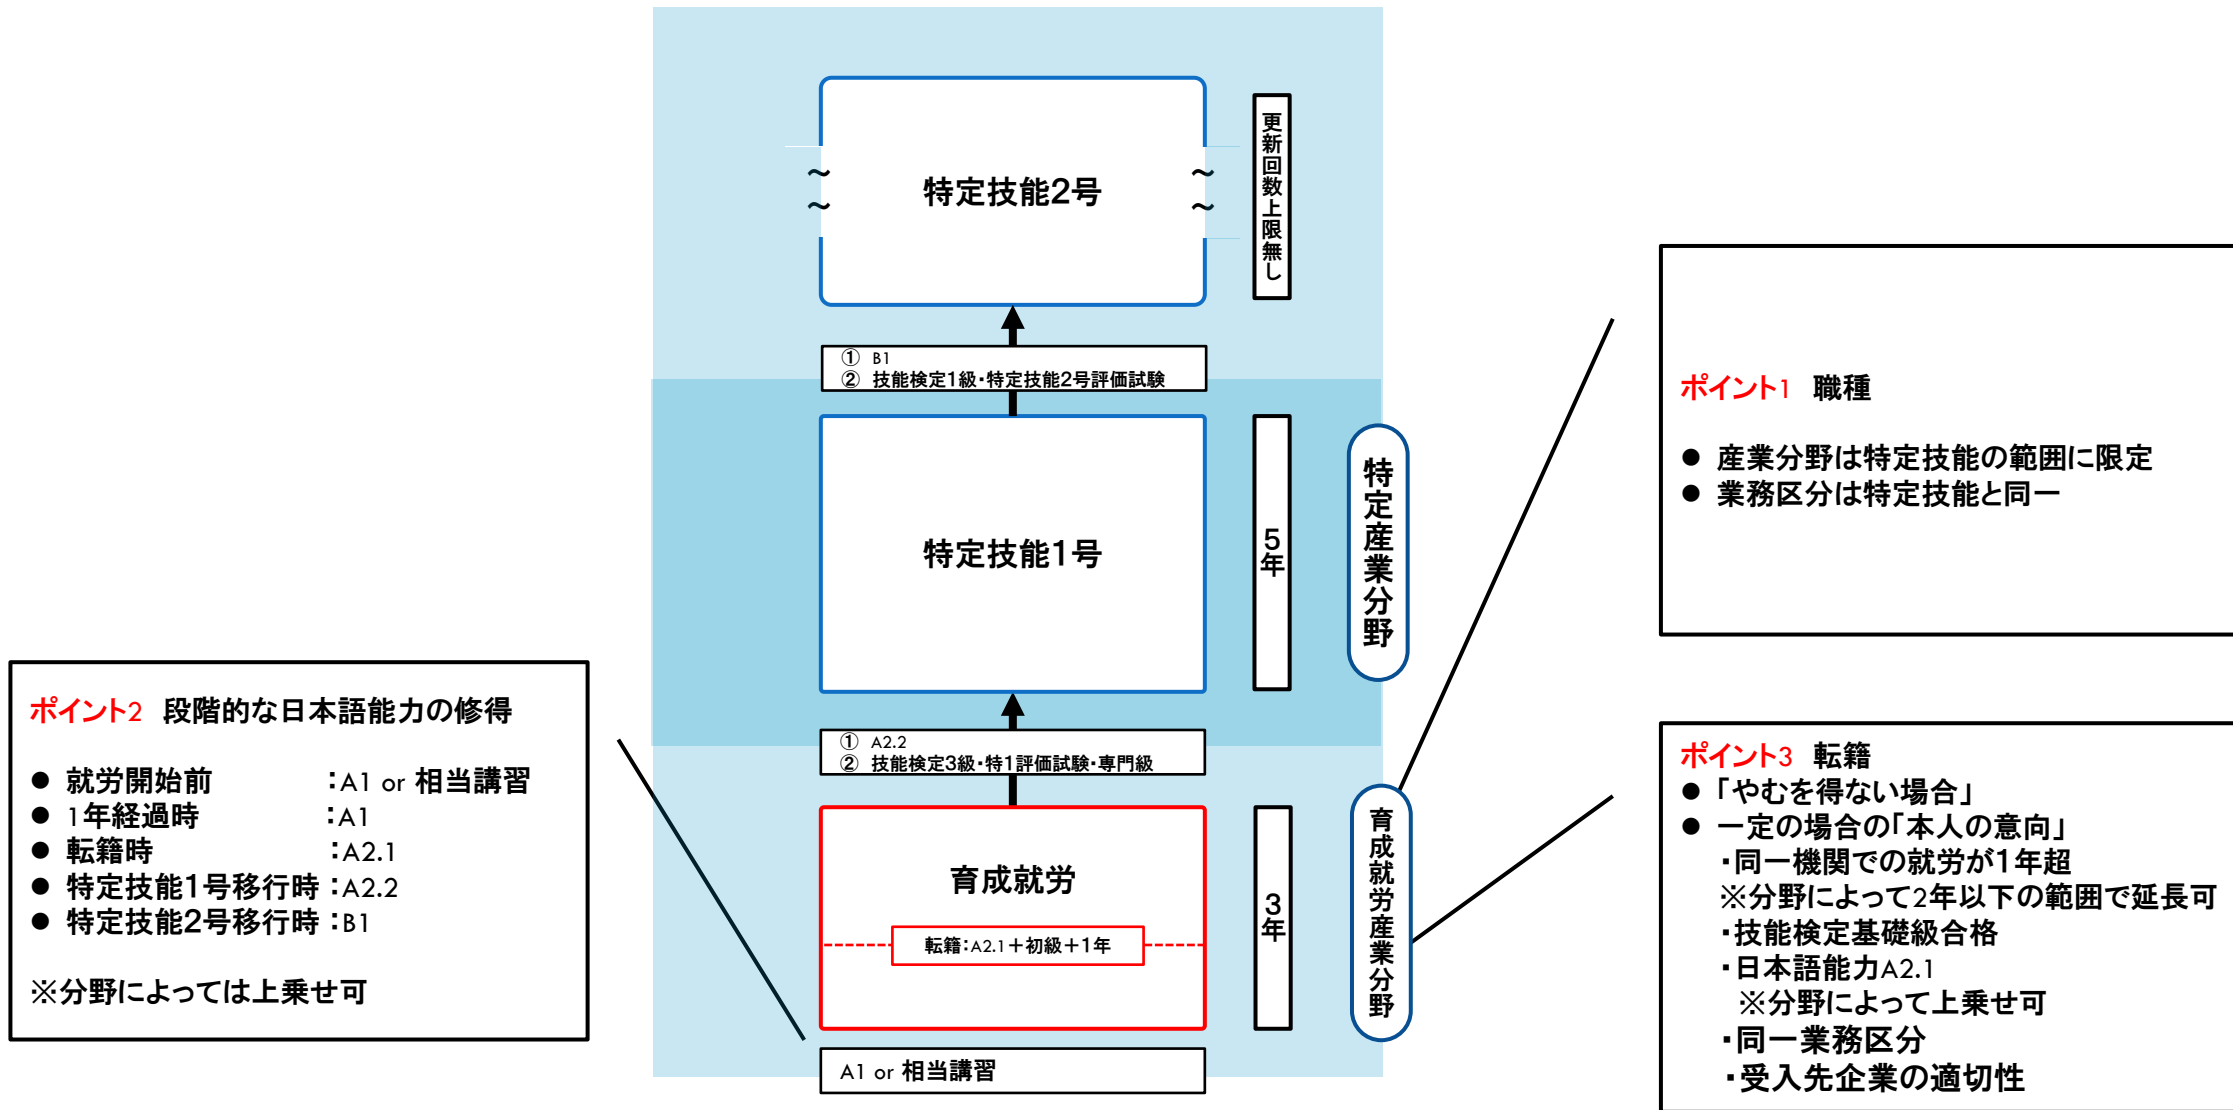 特定技能2号
更新回数上限無し
① B1
② 技能検定1級・特定技能2号評価試験
特定技能1号
5年
特定産業分野
① A2.2
② 技能検定3級・特1評価試験・専門級
育成就労
転籍：A2.1＋初級＋1年
3年
育成就労産業分野
A1 or 相当講習
ポイント1 職種
● 産業分野は特定技能の範囲に限定
● 業務区分は特定技能と同一
ポイント2 段階的な日本語能力の修得
● 就労開始前 ：A1 or 相当講習
● 1年経過時 ：A1
● 転籍時 ：A2.1
● 特定技能1号移行時：A2.2
● 特定技能2号移行時：B1
※分野によっては上乗せ可
ポイント3 転籍
● 「やむを得ない場合」
● 一定の場合の「本人の意向」
・同一機関での就労が1年超
※分野によって2年以下の範囲で延長可
・技能検定基礎級合格
・日本語能力A2.1
※分野によって上乗せ可
・同一業務区分
・受入先企業の適切性